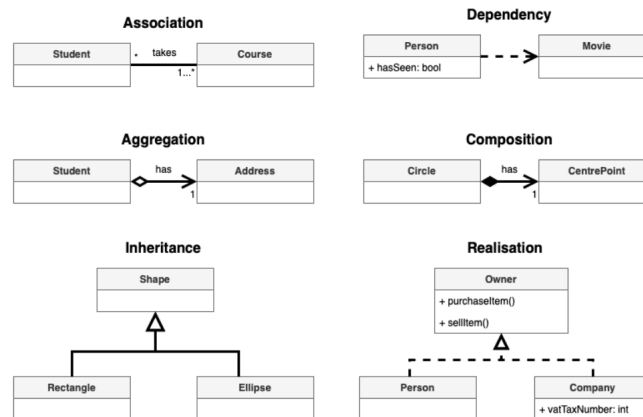 Association
Student
* takes
1...*
Course
Dependency
Person
+ hasSeen: bool
Movie
Aggregation
Student
has
1
Address
Composition
Circle
has
1
CentrePoint
Inheritance
Shape
Rectangle
Ellipse
Realisation
Owner
+ purchaseItem()
+ sellItem()
Person
Company
+ vatTaxNumber: int